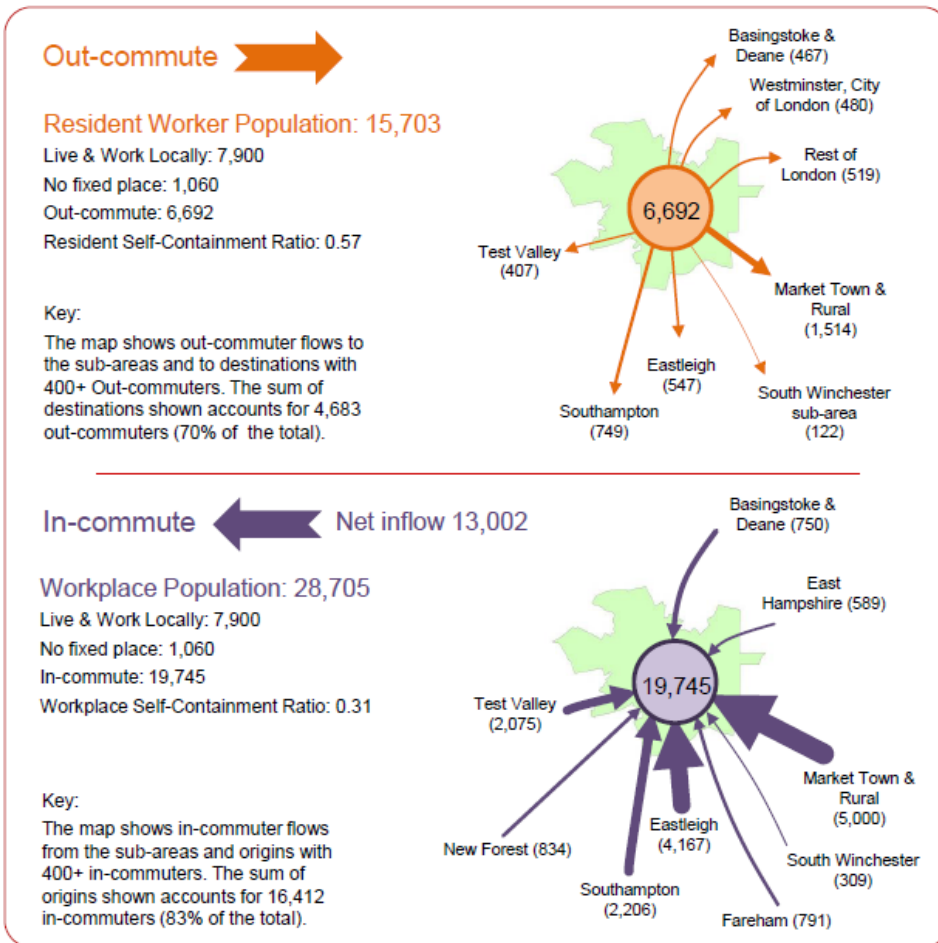 Out-commute
Resident Worker Population: 15,703
Live & Work Locally: 7,900
No fixed place: 1,060
Out-commute: 6,692
Resident Self-Containment Ratio: 0.57
Key:
The map shows out-commuter flows to
the sub-areas and to destinations with
400+ Out-commuters. The sum of
destinations shown accounts for 4,683
out-commuters (70% of the total).
Basingstoke &
Deane (467)
Westminster, City
of London (480)
Rest of
London (519)
6,692
Test Valley
(407)
Market Town &
Rural
(1,514)
Eastleigh
(547)
South Winchester
sub-area
(122)
Southampton
(749)
In-commute
Net inflow 13,002
Workplace Population: 28,705
Live & Work Locally: 7,900
No fixed place: 1,060
In-commute: 19,745
Workplace Self-Containment Ratio: 0.31
Key:
The map shows in-commuter flows
from the sub-areas and origins with
400+ in-commuters. The sum of
origins shown accounts for 16,412
in-commuters (83% of the total).
Basingstoke &
Deane (750)
East
Hampshire (589)
19,745
Test Valley
(2,075)
Market Town &
Rural
(5,000)
Eastleigh
(4,167)
New Forest (834)
South Winchester
(309)
Southampton
(2,206)
Fareham (791)